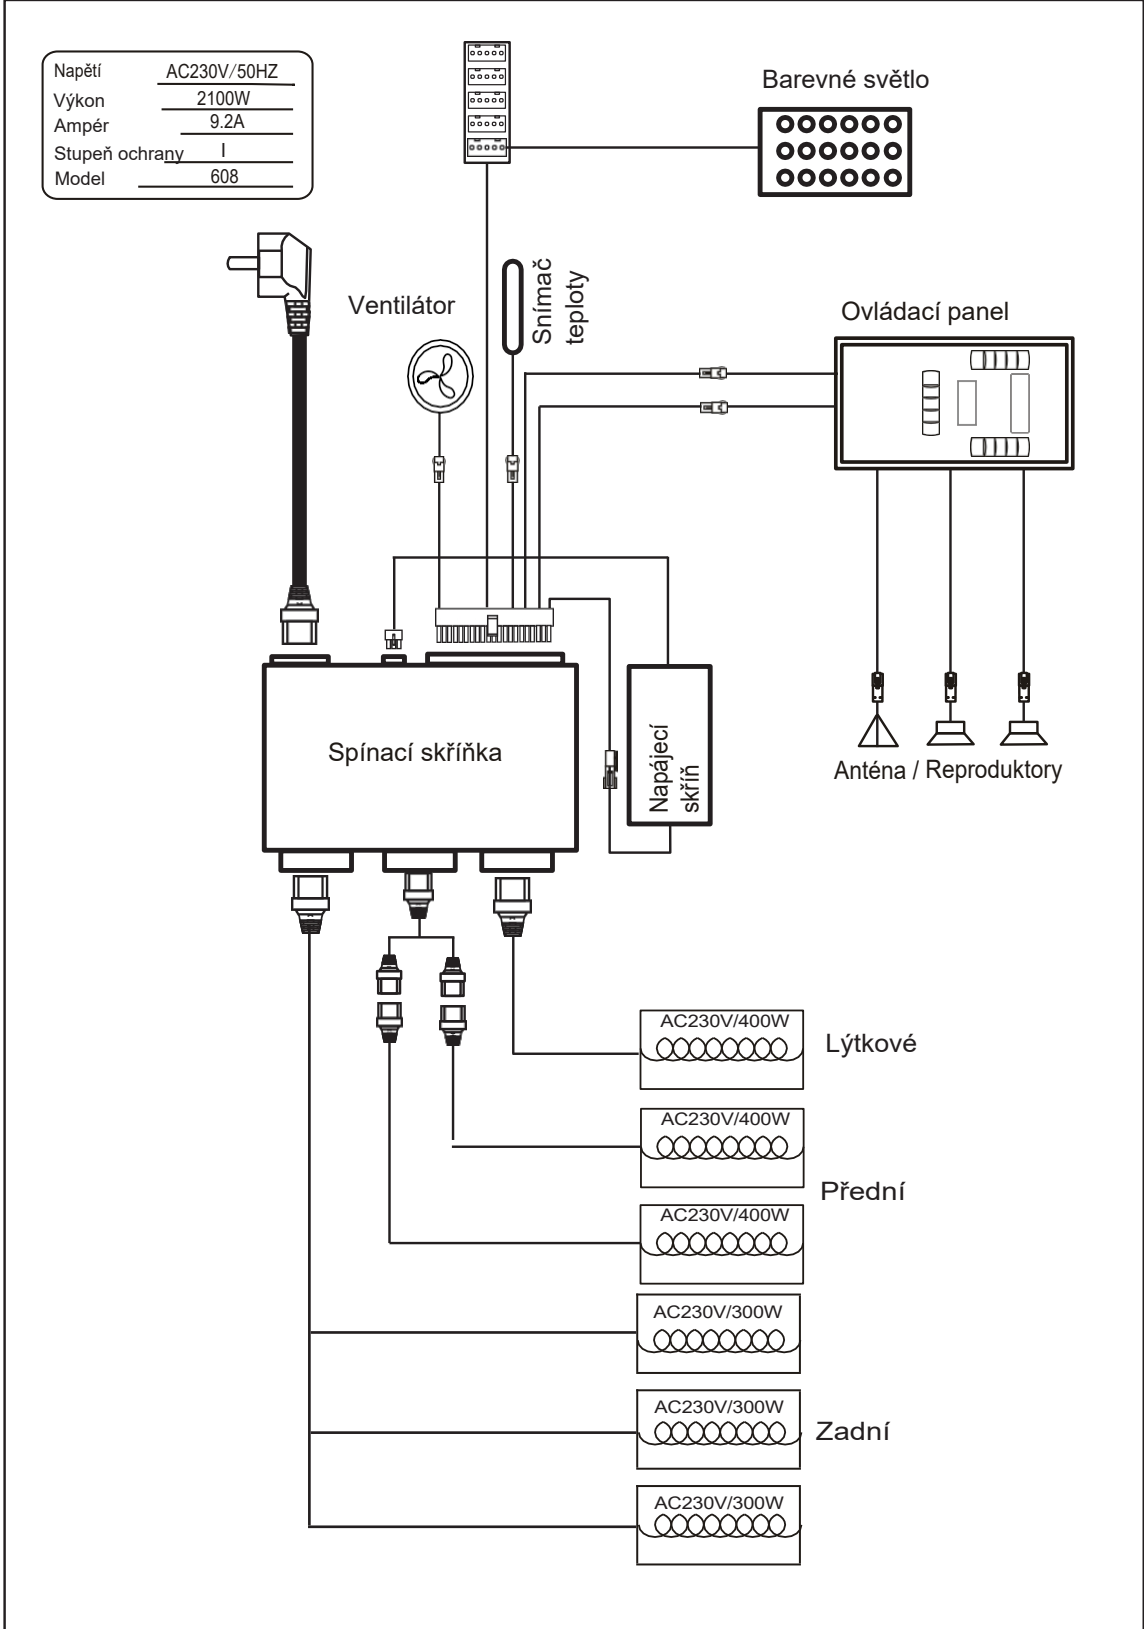 Napětí AC230V/50HZ
Výkon 2100W
Ampér 9.2A
Stupeň ochrany I
Model 608
Barevné světlo
Ventilátor
Snímač
teploty
Ovládací panel
Spínací skříňka
Napájecí
skříň
Anténa / Reproduktory
AC230V/400W
Lýtkové
AC230V/400W
Přední
AC230V/400W
AC230V/300W
AC230V/300W
Zadní
AC230V/300W